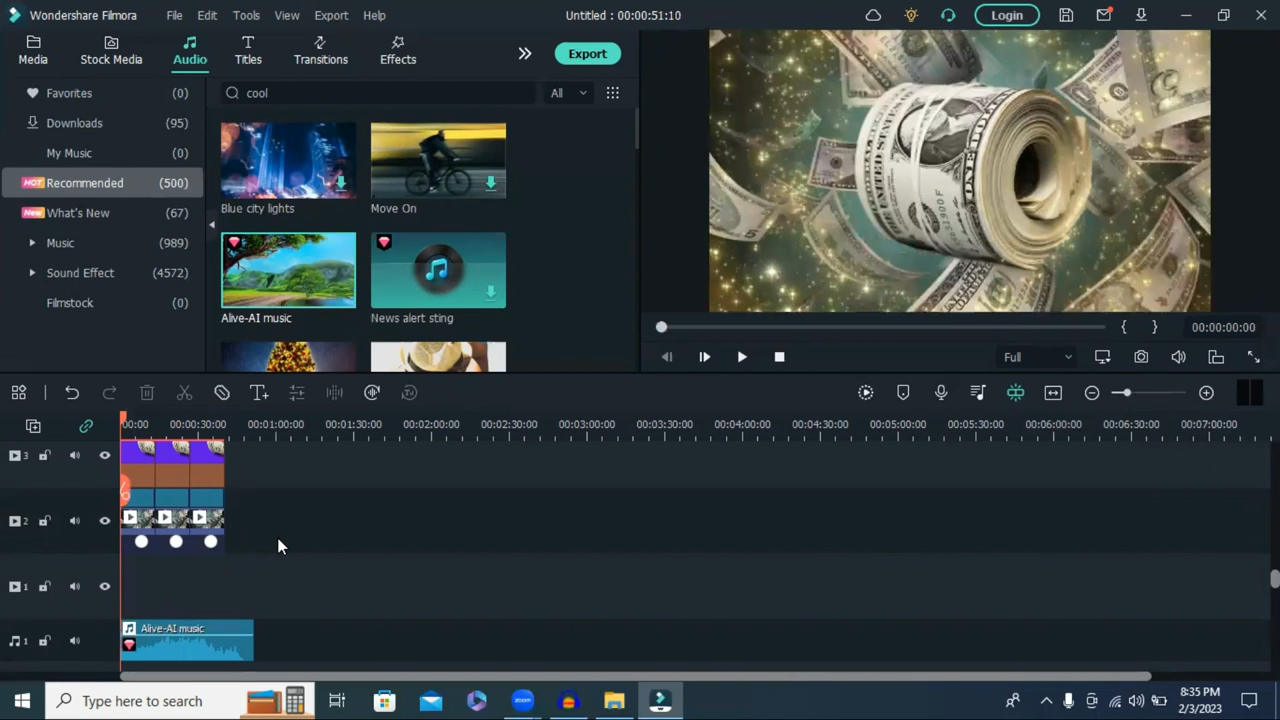 Wondershare Filmora File Edit Tools View Export Help Untitled : 00:00:51:10 Login
Media Stock Media Audio Titles Transitions Effects Export
Favorites (0)
Downloads (95)
My Music (0)
HOT Recommended (500)
New What's New (67)
Music (989)
Sound Effect (4572)
Filmstock (0)
cool All
Blue city lights Move On
Alive-AI music News alert sting
THE UNITED STATES
ONE DOL
{ } 00:00:00:00
Full
:00:00 00:00:30:00 00:01:00:00 00:01:30:00 00:02:00:00 00:02:30:00 00:03:00:00 00:03:30:00 00:04:00:00 00:04:30:00 00:05:00:00 00:05:30:00 00:06:00:00 00:06:30:00 00:07:00:00
3
2
1
Alive-AI music
1
Type here to search
zoom
8:35 PM
2/3/2023